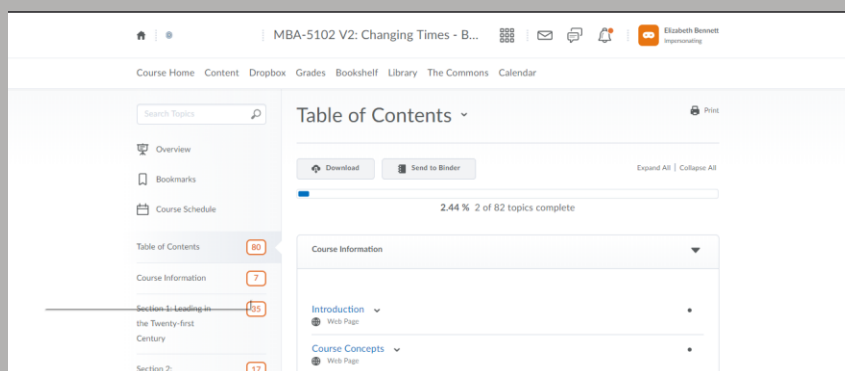 MBA-5102 V2: Changing Times - B...
Elizabeth Bennett
Impersonating
Course Home Content Dropbox Grades Bookshelf Library The Commons Calendar
Search Topics
Overview
Bookmarks
Course Schedule
Table of Contents 80
Course Information 7
Section 1: Leading in 35
the Twenty-first
Century
Section 2: 17
Table of Contents
Print
Download Send to Binder Expand All | Collapse All
2.44 % 2 of 82 topics complete
Course Information
Introduction
Web Page
Course Concepts
Web Page